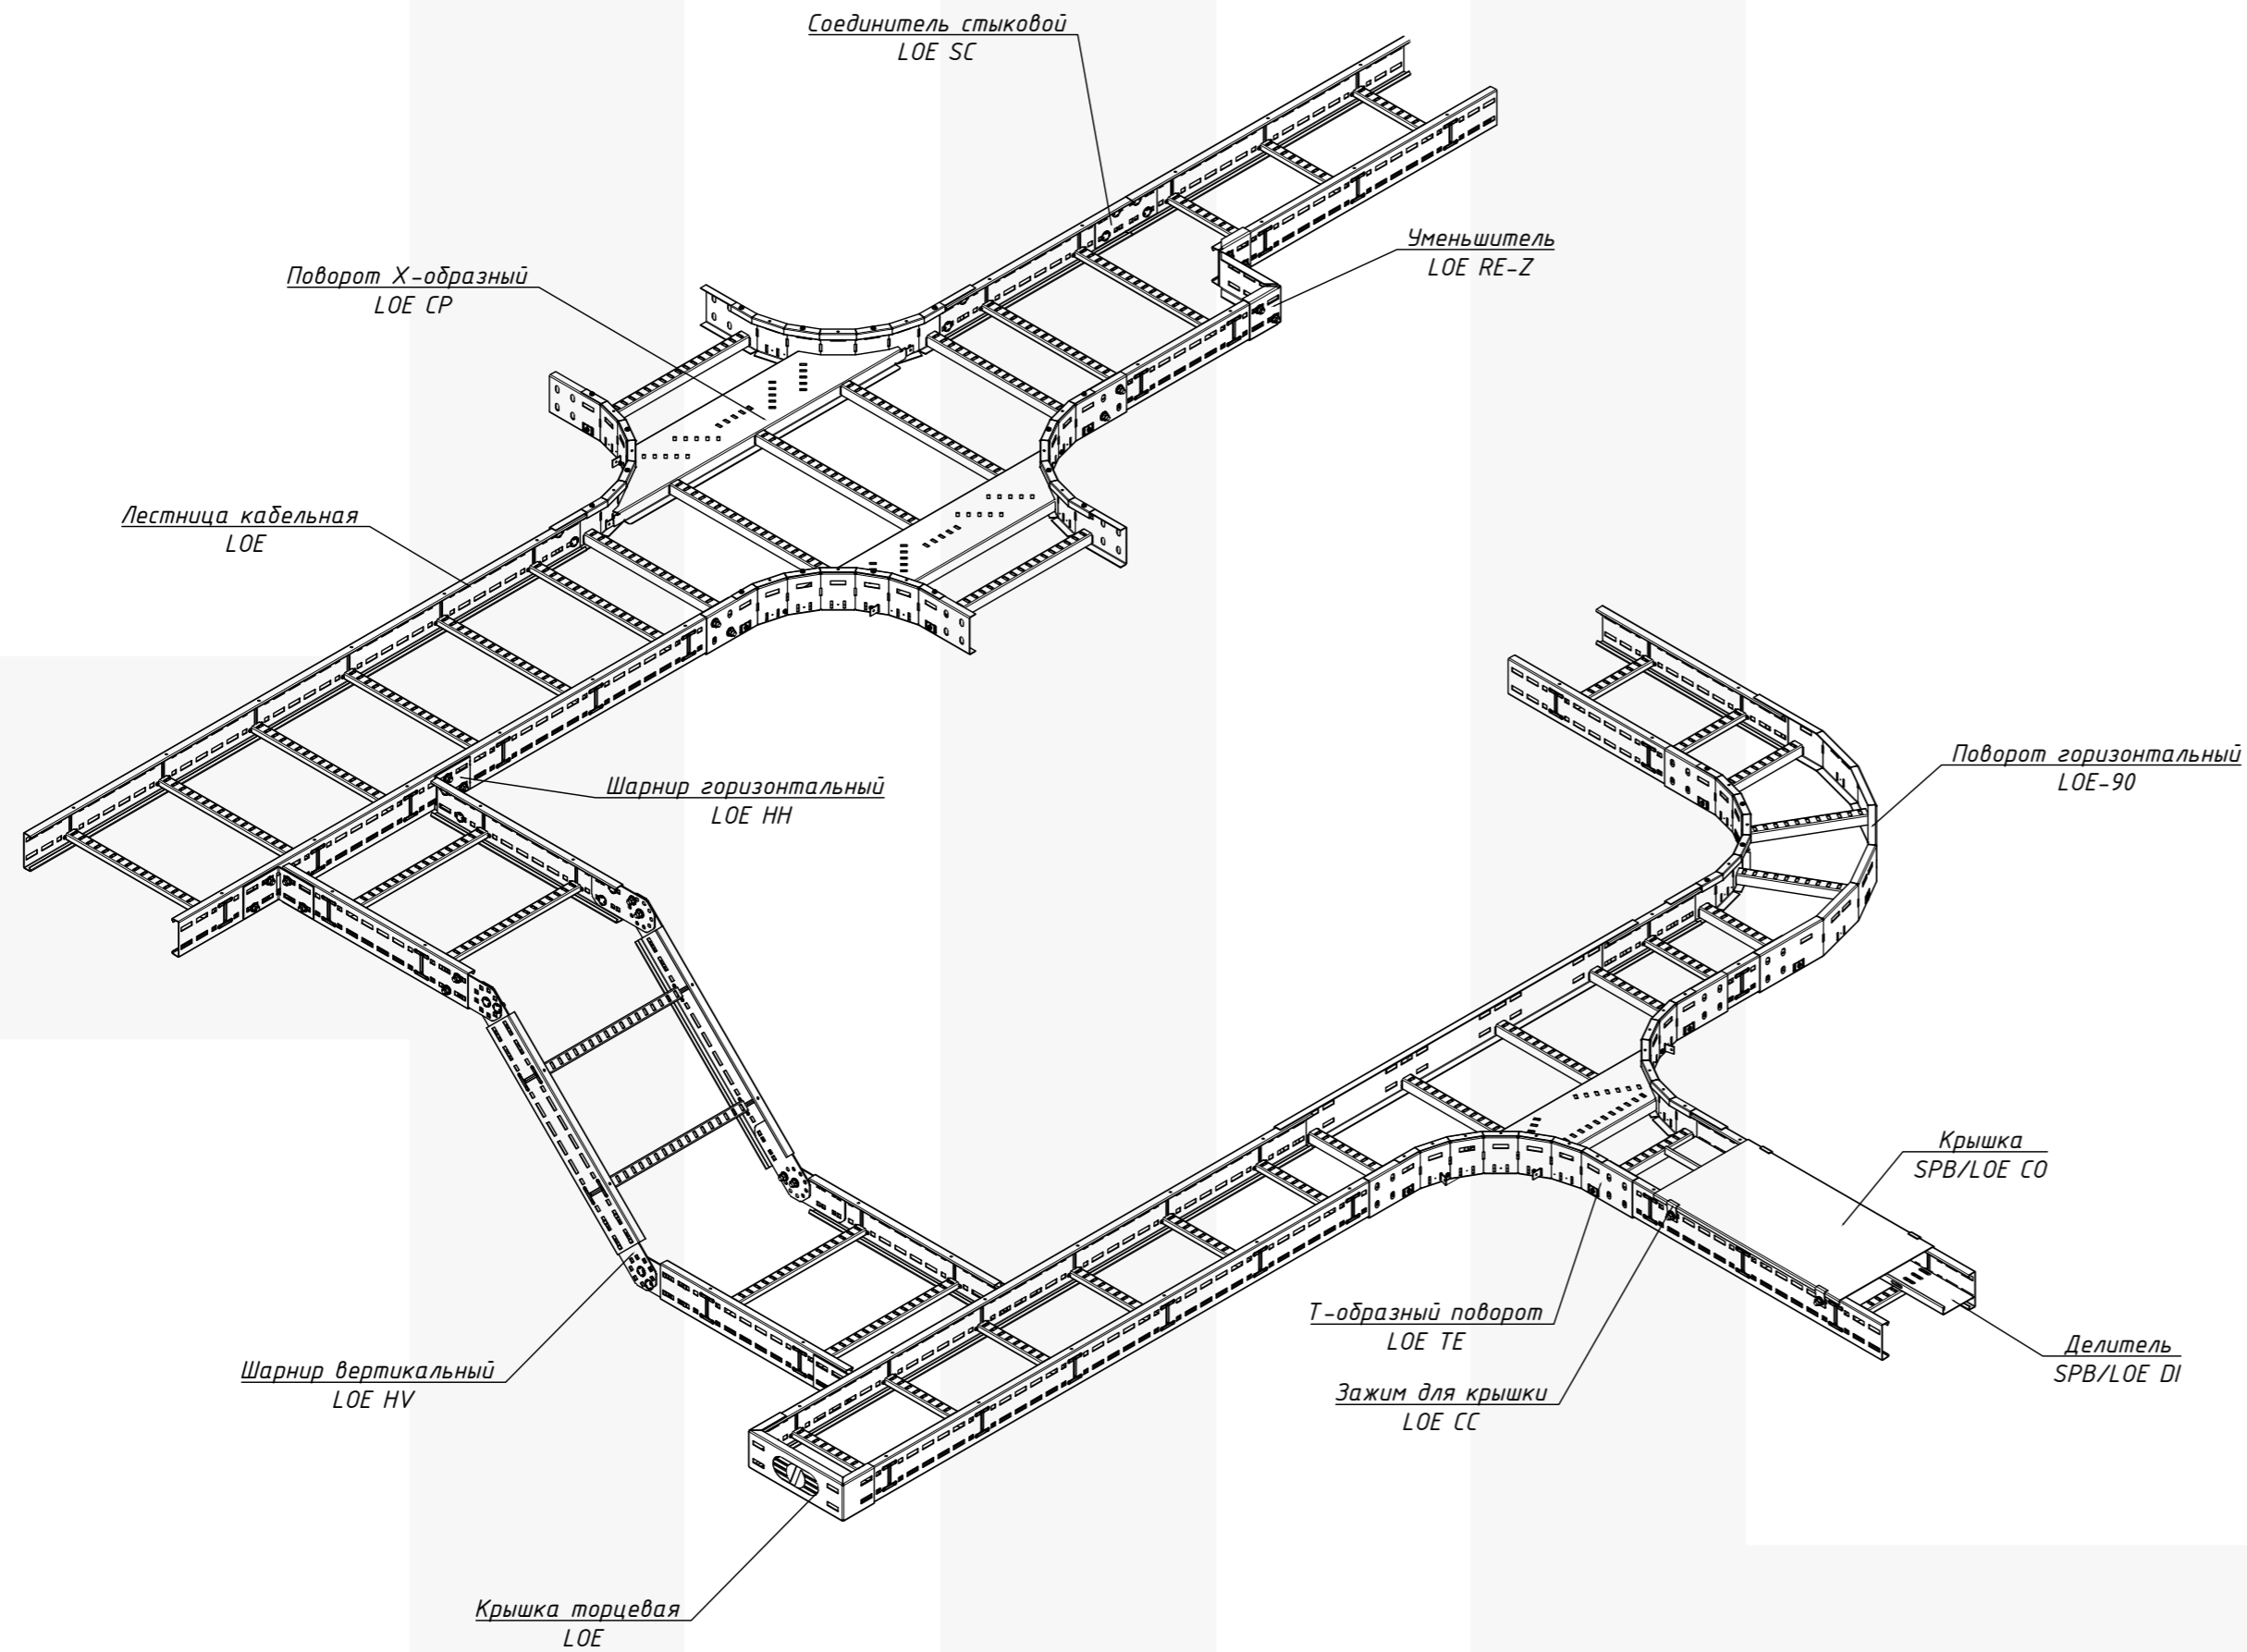 Соединитель стыковой
LOE SC
Уменьшитель
LOE RE-Z
Поворот X-образный
LOE CP
Лестница кабельная
LOE
Шарнир горизонтальный
LOE HH
Поворот горизонтальный
LOE-90
Крышка
SPB/LOE CO
Т-образный поворот
LOE TE
Делитель
SPB/LOE DI
Шарнир вертикальный
LOE HV
Зажим для крышки
LOE CC
Крышка торцевая
LOE